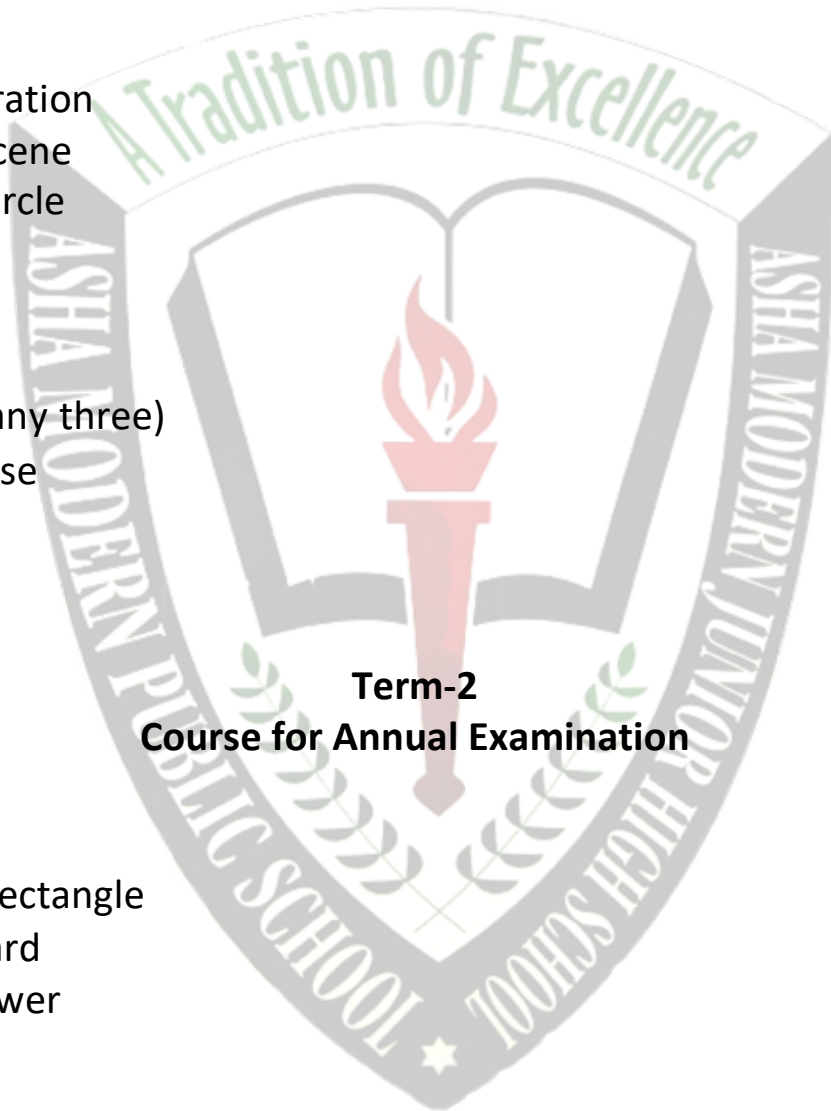 A Tradition of Excellence
ration
cene
rcle
ASHA MODERN PUBLIC SCHOOL
ASHA MODERN JUNIOR HIGH SCHOOL
ny three)
se
Term-2
Course for Annual Examination
ectangle
rd
wer